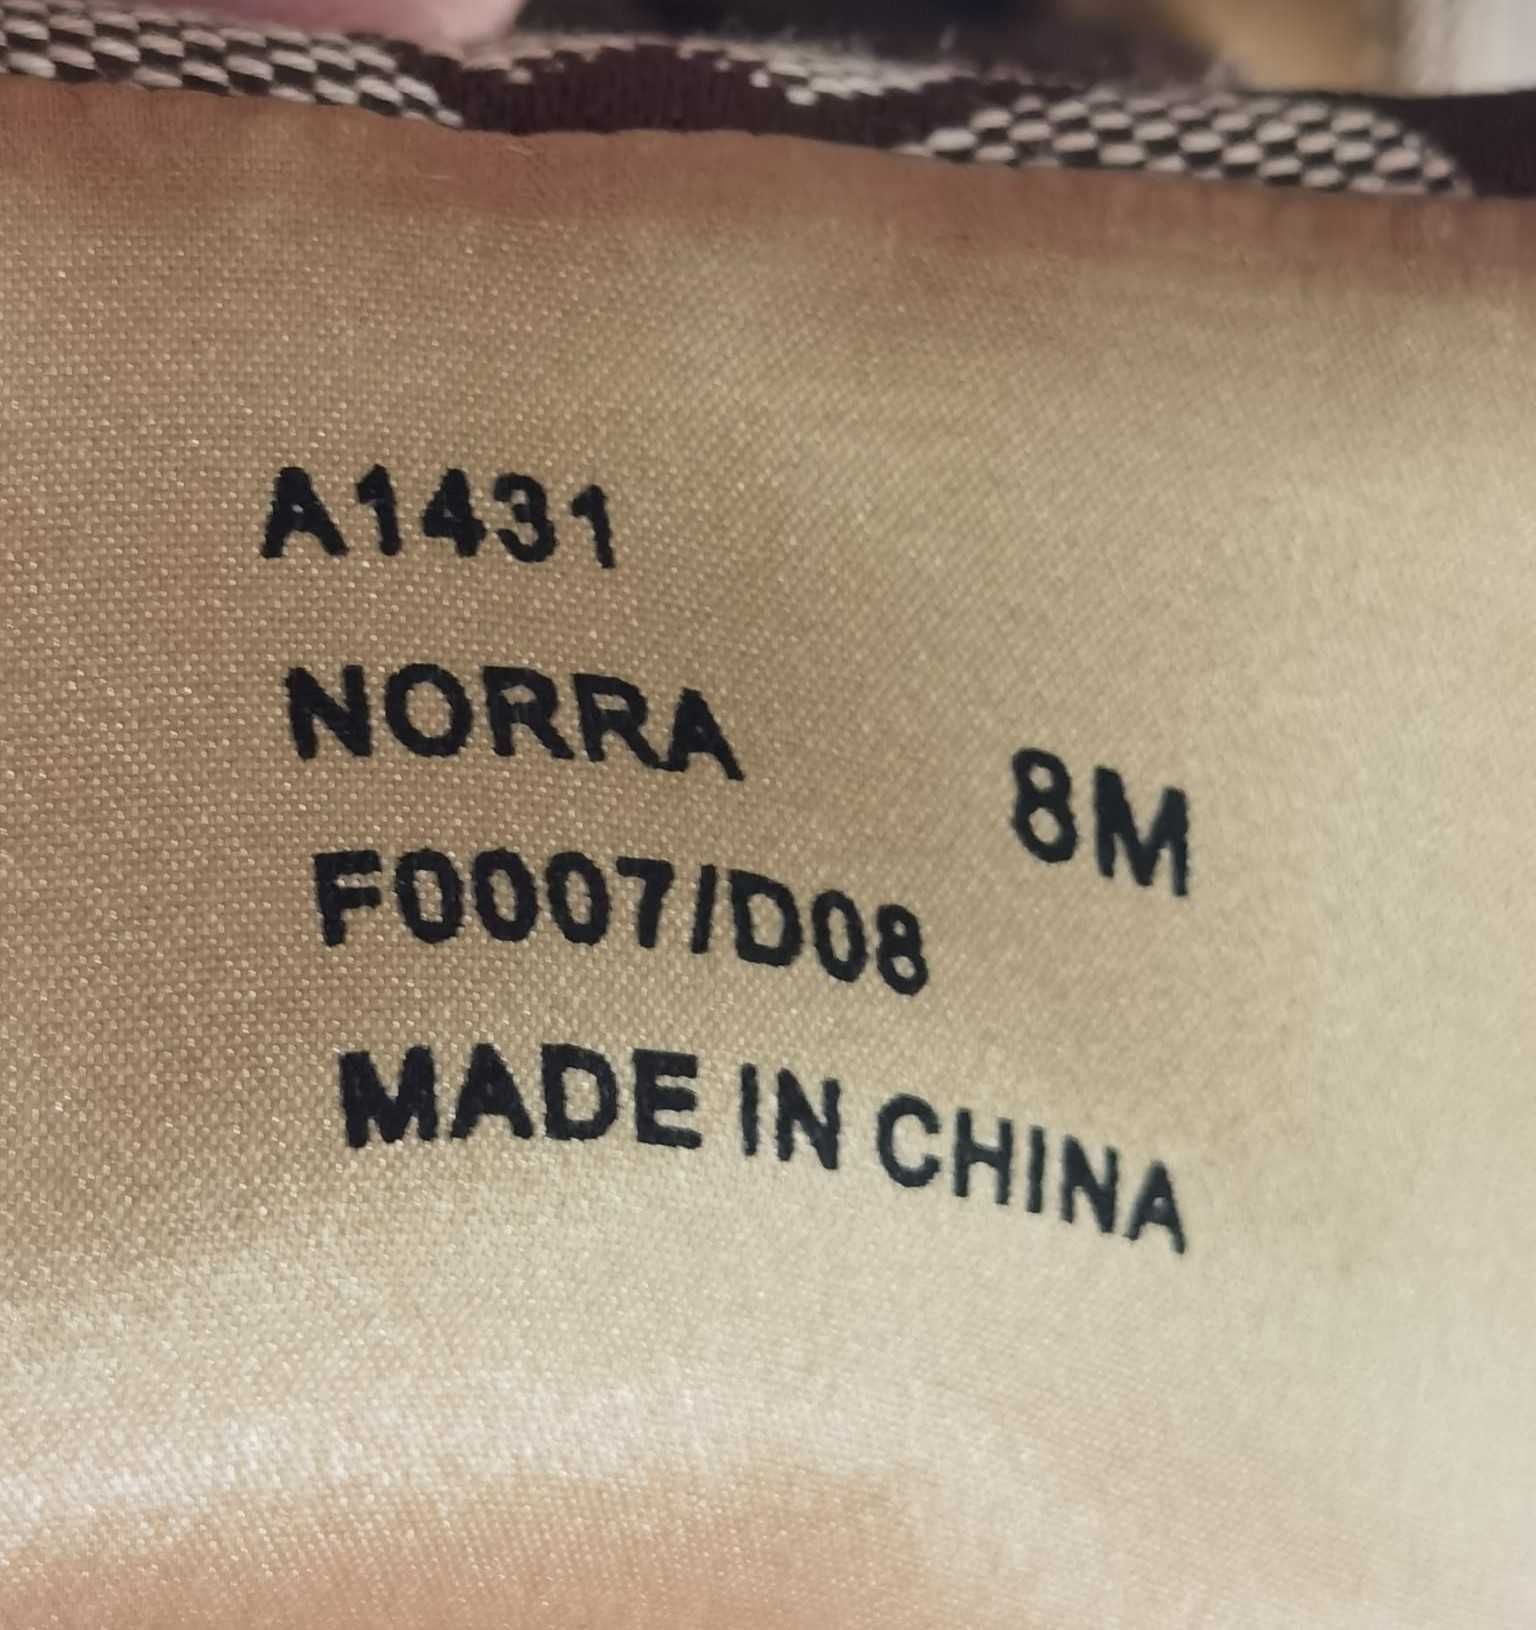 A1431
NORRA
8M
F0007/D08
MADE IN CHINA